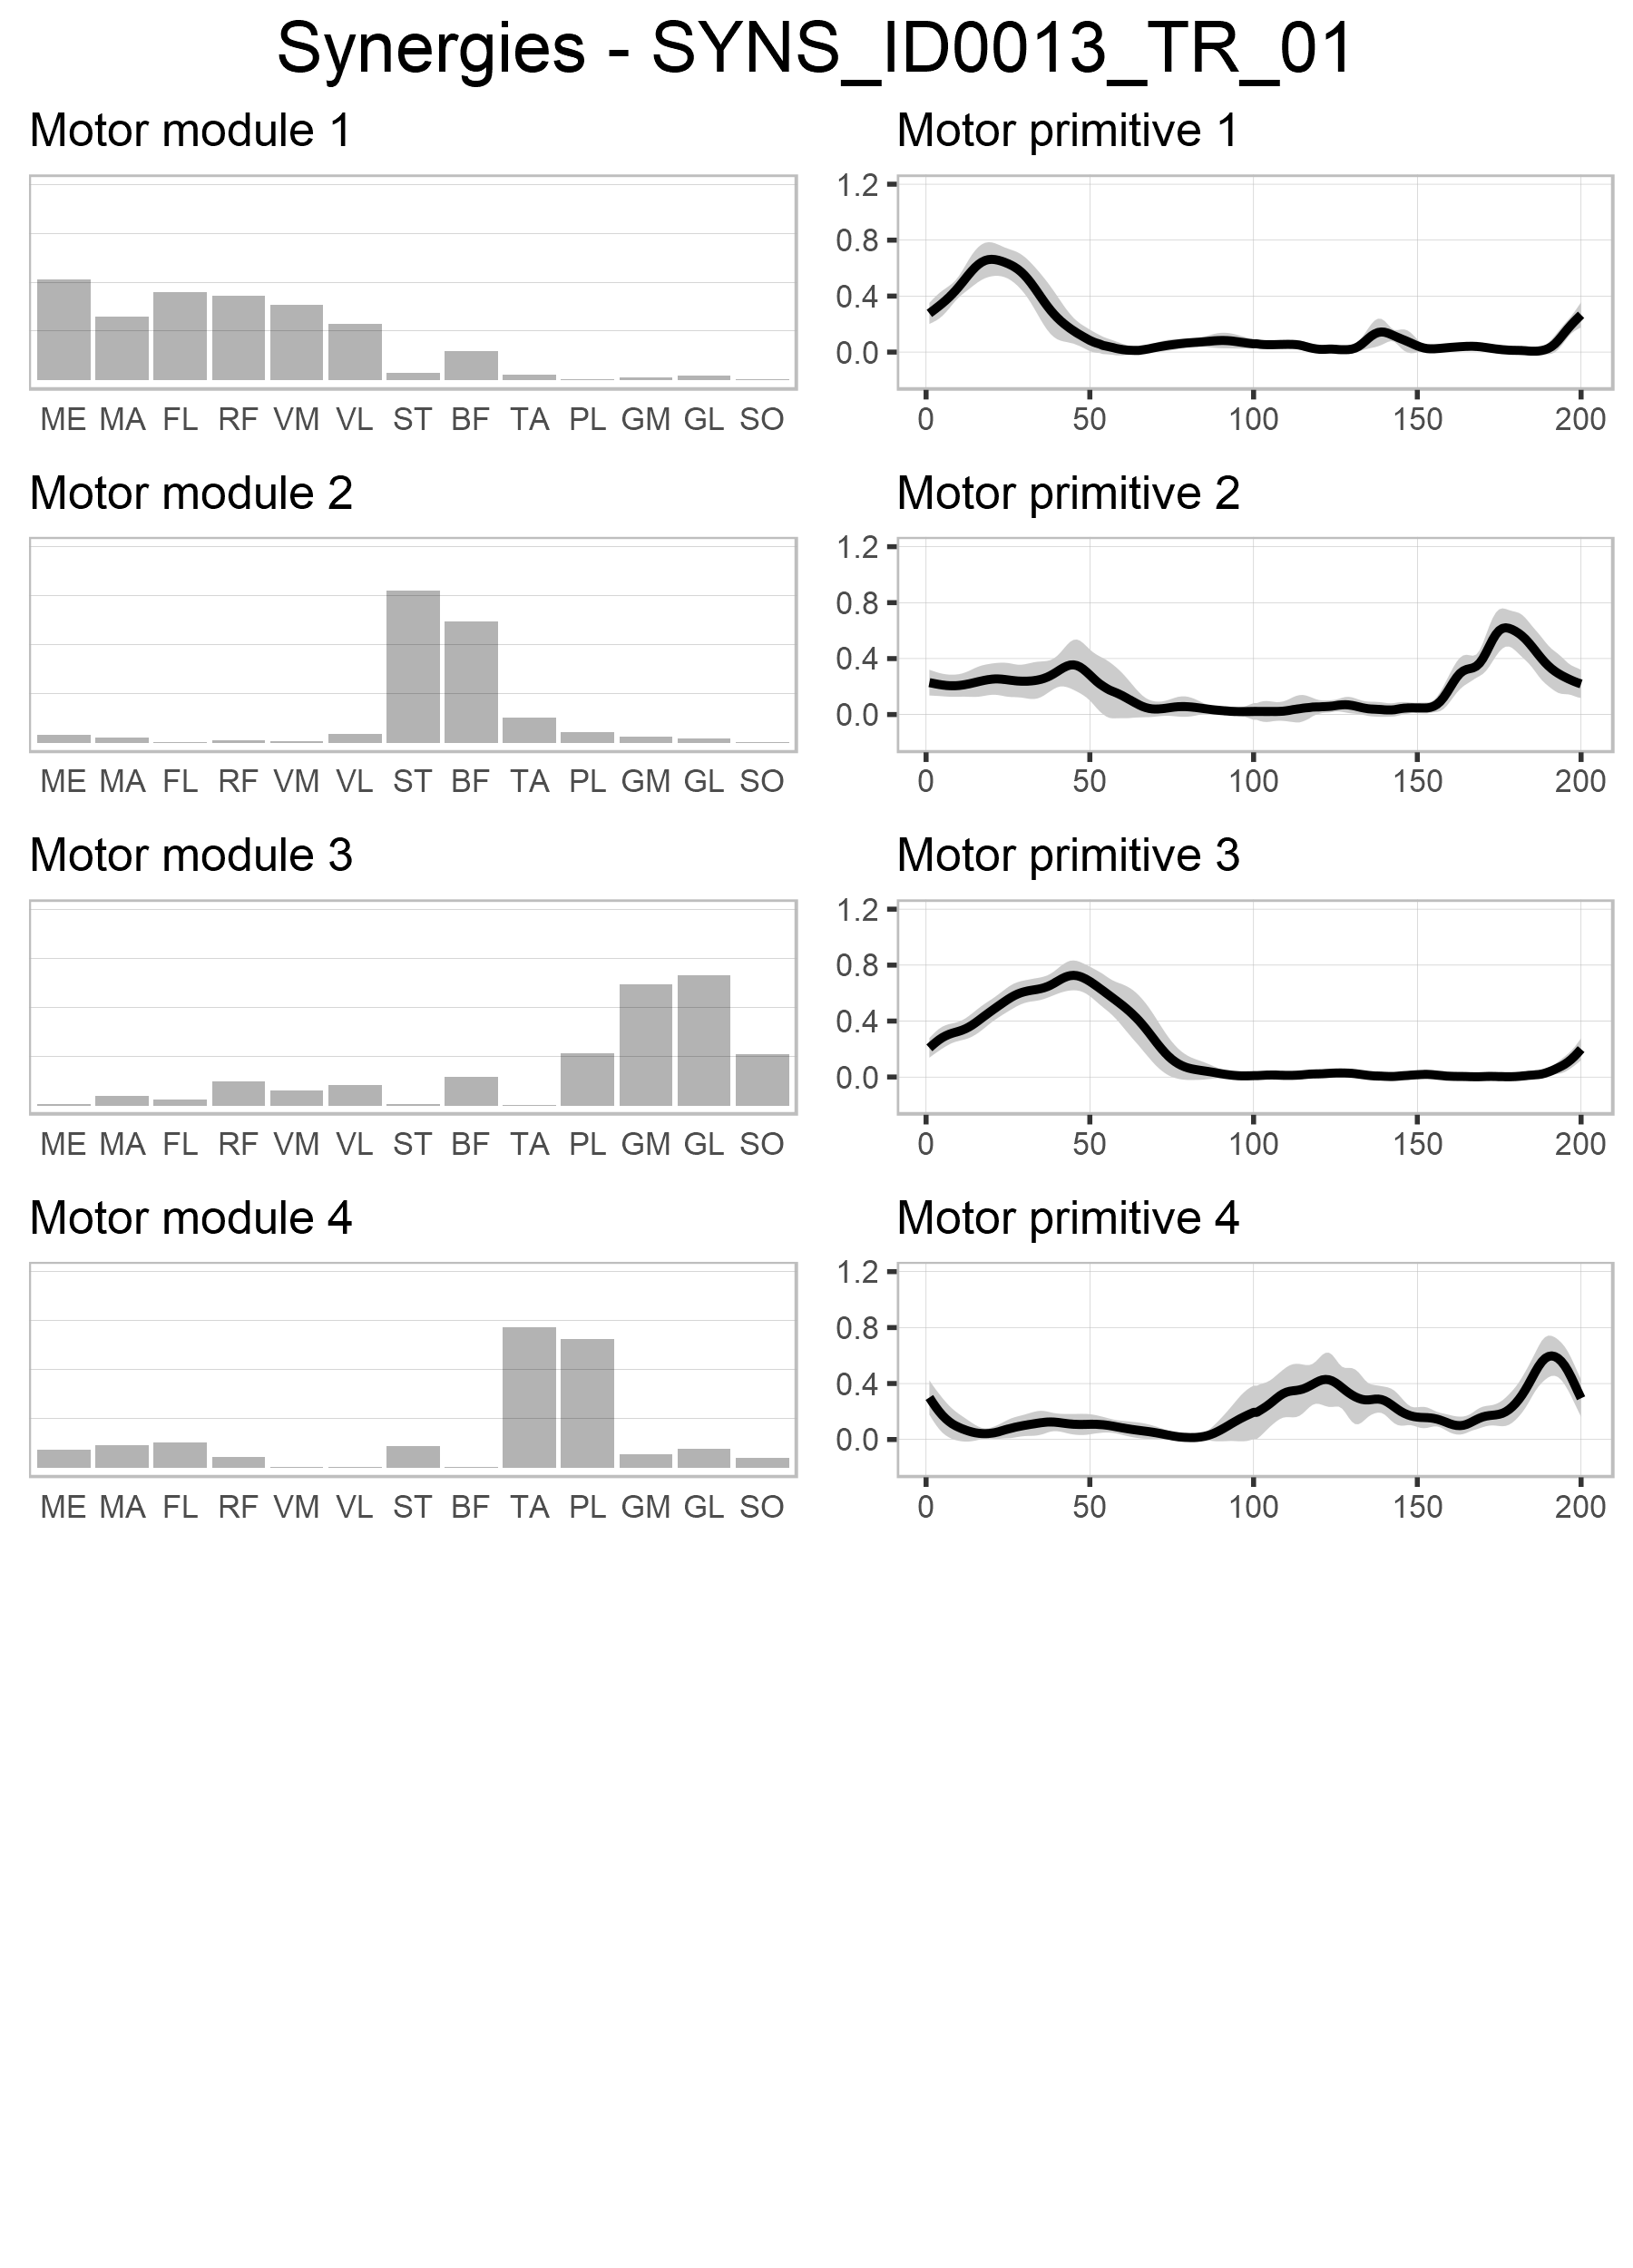 Synergies - SYNS_ID0013_TR_01
Motor module 1
Motor primitive 1
ME MA FL RF VM VL ST BF TA PL GM GL SO
1.2
0.8
0.4
0.0
0 50 100 150 200
Motor module 2
Motor primitive 2
ME MA FL RF VM VL ST BF TA PL GM GL SO
1.2
0.8
0.4
0.0
0 50 100 150 200
Motor module 3
Motor primitive 3
ME MA FL RF VM VL ST BF TA PL GM GL SO
1.2
0.8
0.4
0.0
0 50 100 150 200
Motor module 4
Motor primitive 4
ME MA FL RF VM VL ST BF TA PL GM GL SO
1.2
0.8
0.4
0.0
0 50 100 150 200